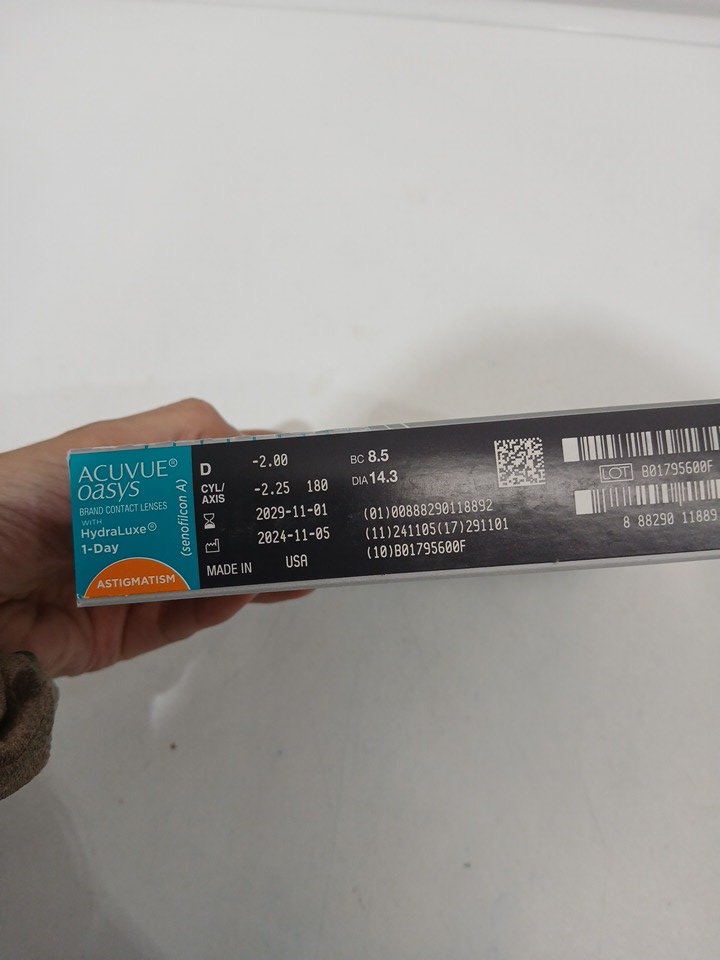 ACUVUE®
oasys
BRAND CONTACT LENSES
WITH
HydraLuxe®
1-Day
ASTIGMATISM
(senofilcon A)
D -2.00
CYL/AXIS -2.25 180
2029-11-01
2024-11-05
MADE IN USA
BC 8.5
DIA 14.3
(01)00888290118892
(11)241105(17)291101
(10)B01795600F
LOT B01795600F
8 88290 11889